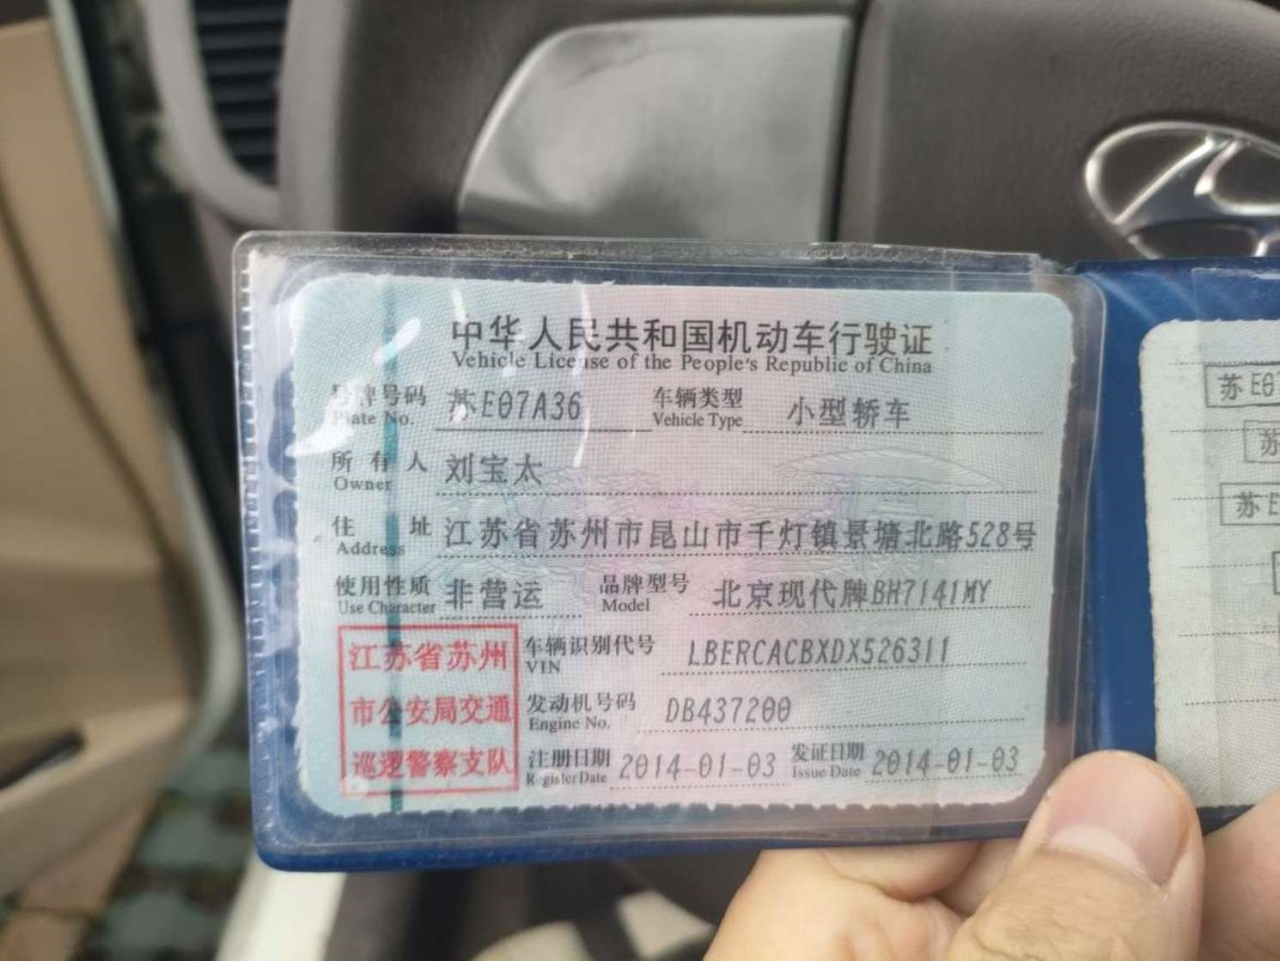 中华人民共和国机动车行驶证
Vehicle License of the People's Republic of China
号牌号码 苏E07A36 车辆类型 小型轿车
Plate No. Vehicle Type
所有人 刘宝太
Owner
住址 江苏省苏州市昆山市千灯镇景塘北路528号
Address
使用性质 非营运 品牌型号 北京现代牌BH7141MY
Use Character Model
江苏省苏州
市公安局交通
巡逻警察支队
车辆识别代号 LBERCACBXDX526311
VIN
发动机号码 DB437200
Engine No.
注册日期 2014-01-03 发证日期 2014-01-03
Register Date Issue Date
苏E07
苏
苏E